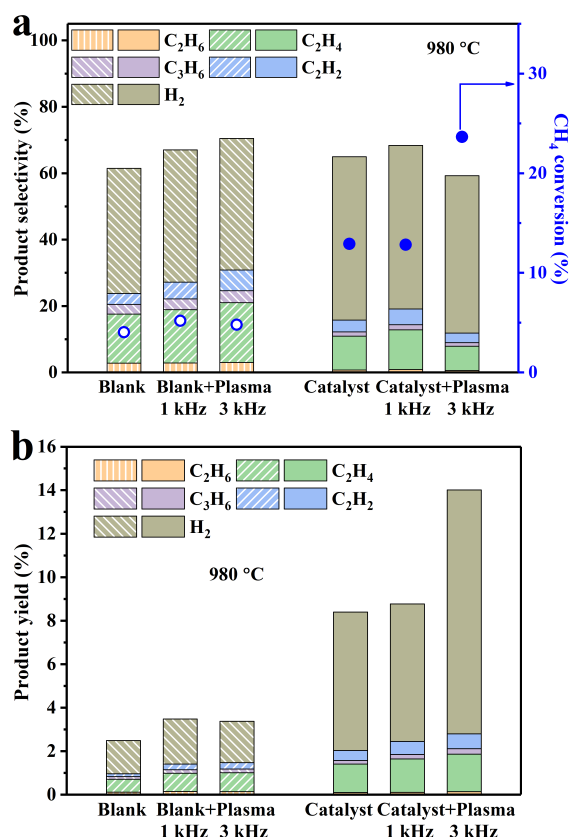 a
C2H6 C2H4
C3H6 C2H2
H2
980 °C
Product selectivity (%)
CH4 conversion (%)
100
80
60
40
20
0
30
20
10
0
Blank Blank+Plasma Catalyst Catalyst+Plasma
1 kHz 3 kHz 1 kHz 3 kHz
b
C2H6 C2H4
C3H6 C2H2
H2
980 °C
Product yield (%)
16
14
12
10
8
6
4
2
0
Blank Blank+Plasma Catalyst Catalyst+Plasma
1 kHz 3 kHz 1 kHz 3 kHz